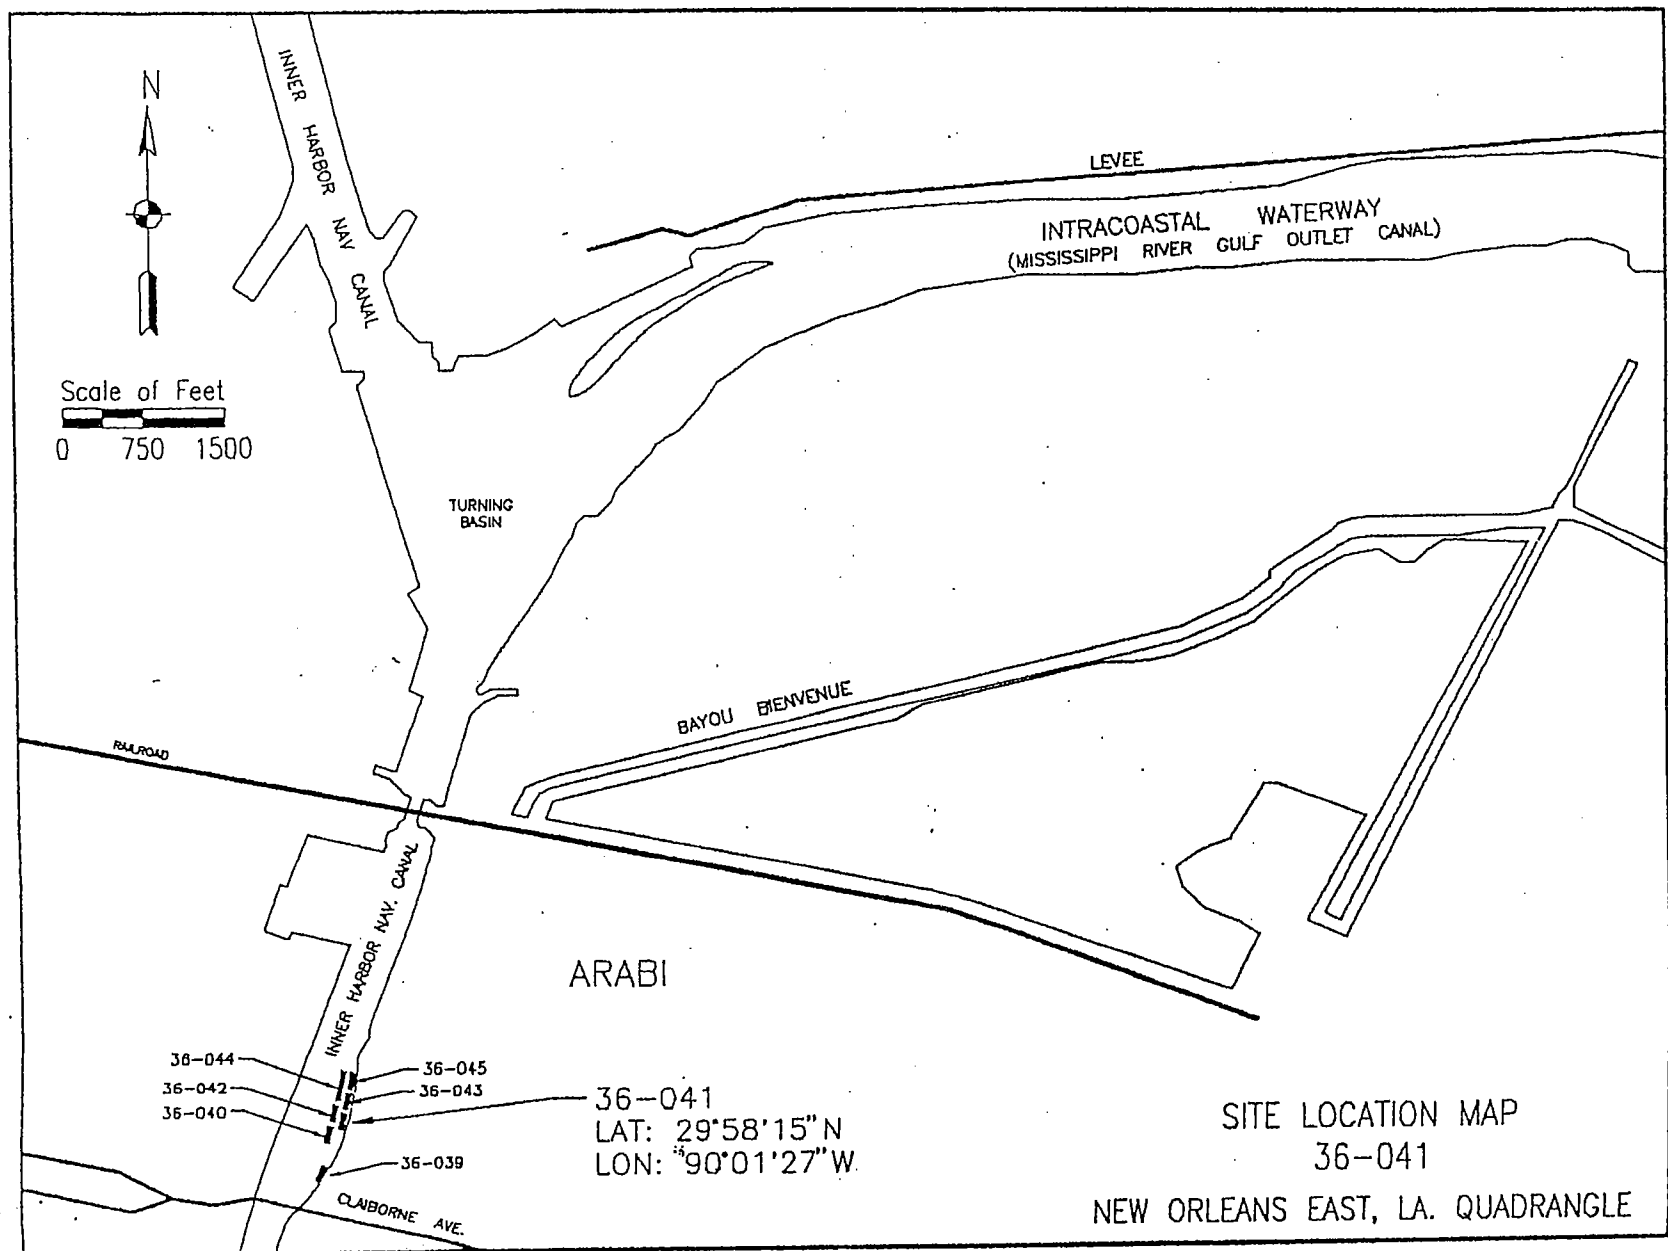 N
INNER HARBOR NAV CANAL
LEVEE
INTRACOASTAL WATERWAY
(MISSISSIPPI RIVER GULF OUTLET CANAL)
Scale of Feet
0 750 1500
TURNING
BASIN
BAYOU BIENVENUE
RAILROAD
INNER HARBOR NAV. CANAL
ARABI
36-044
36-045
36-042
36-043
36-040
36-041
LAT: 29°58'15"N
LON: 90°01'27"W
36-039
CLAIBORNE AVE.
SITE LOCATION MAP
36-041
NEW ORLEANS EAST, LA. QUADRANGLE